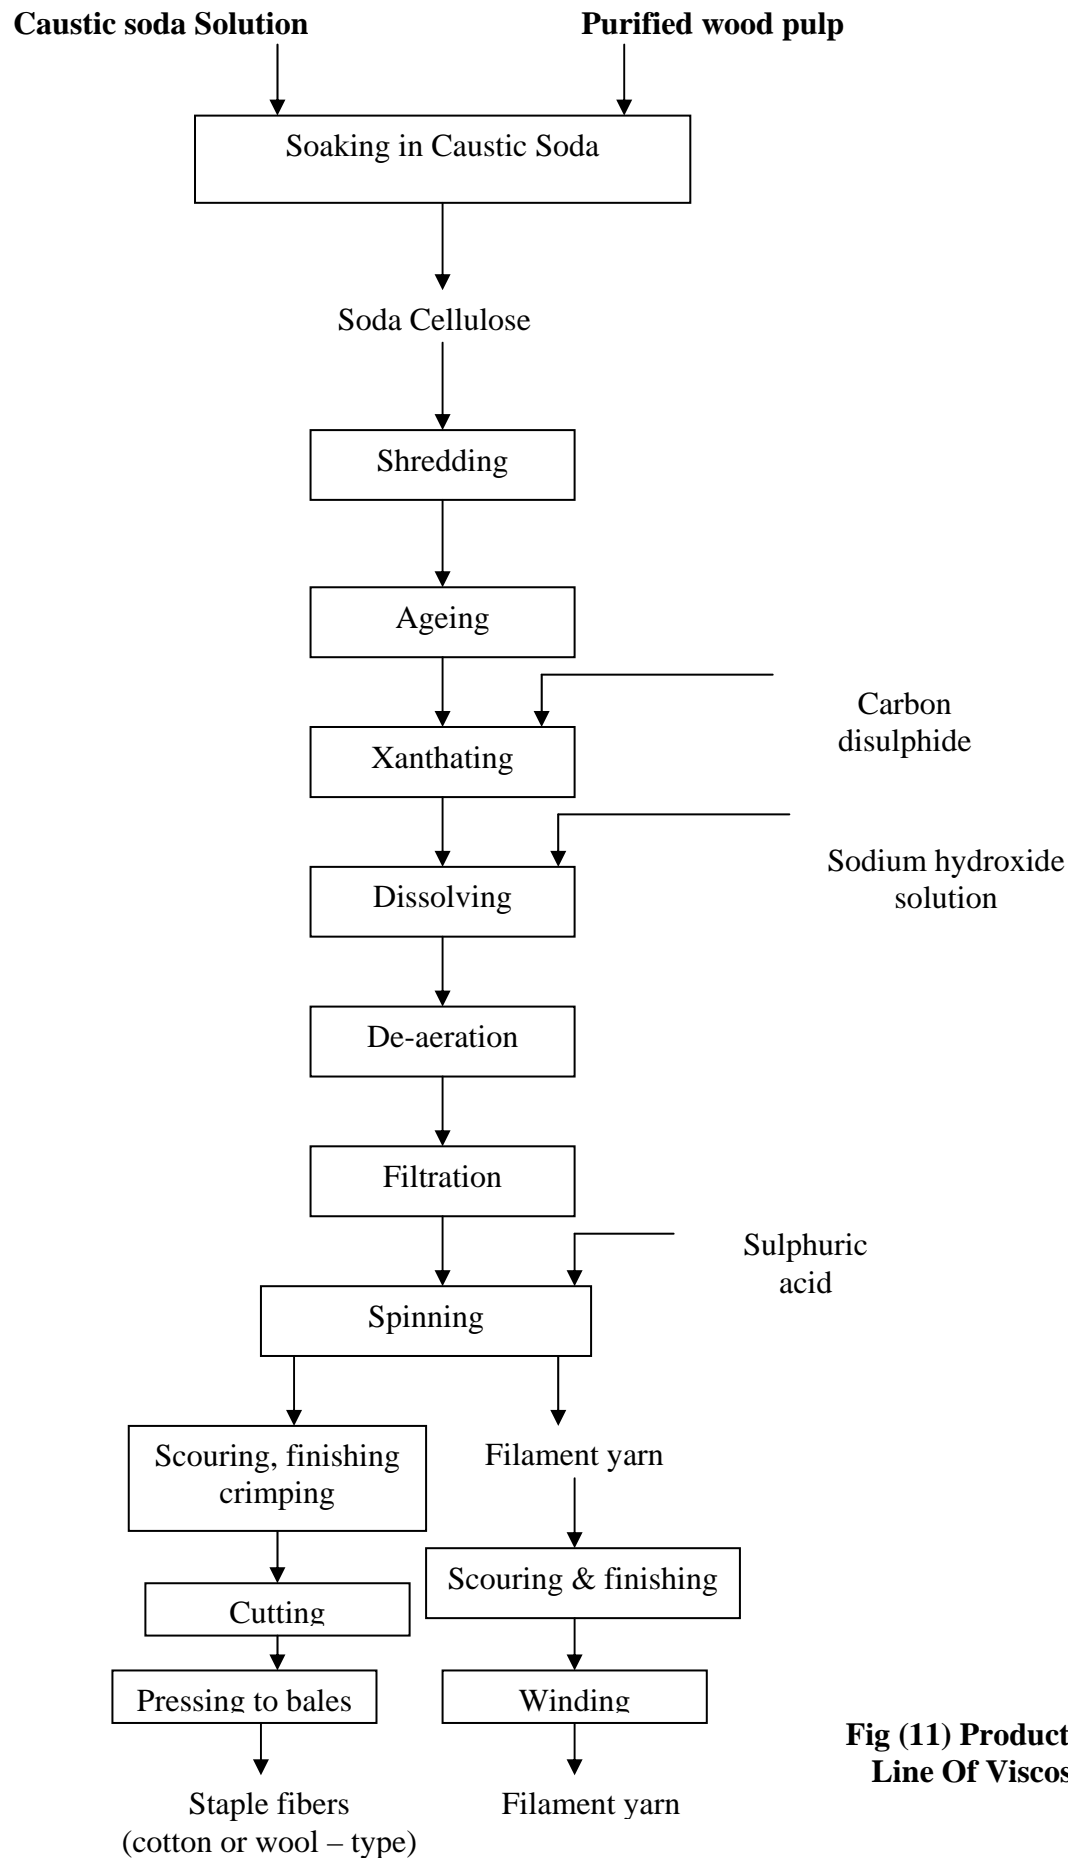 Caustic soda Solution
Purified wood pulp
Soaking in Caustic Soda
Soda Cellulose
Shredding
Ageing
Carbon
disulphide
Xanthating
Sodium hydroxide
solution
Dissolving
De-aeration
Filtration
Sulphuric
acid
Spinning
Scouring, finishing
crimping
Filament yarn
Scouring & finishing
Cutting
Pressing to bales
Winding
Fig (11) Product
Line Of Viscos
Staple fibers
(cotton or wool – type)
Filament yarn